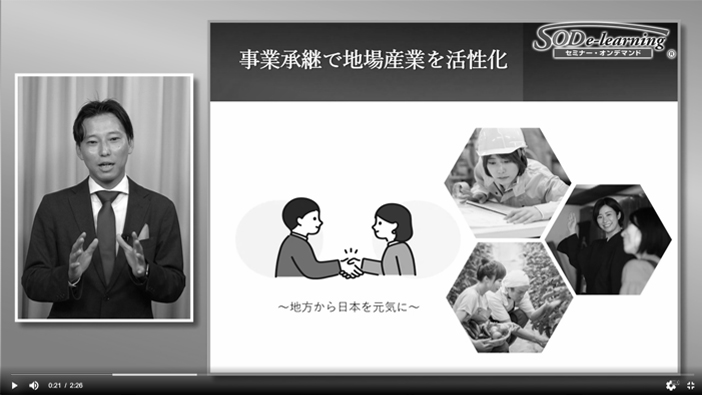 事業承継で地場産業を活性化
SOD e-learning
セミナー・オンデマンド
®
〜地方から日本を元気に〜
0:21 / 2:26